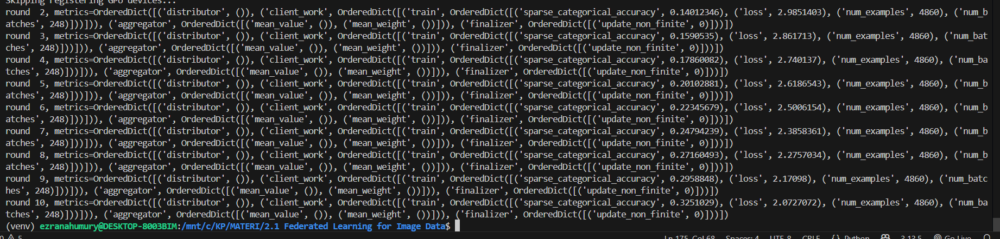 Skipping registering GPU devices...
round  2, metrics=OrderedDict([('distributor', ()), ('client_work', OrderedDict([('train', OrderedDict([('sparse_categorical_accuracy', 0.14012346), ('loss', 2.9851403), ('num_examples', 4860), ('num_b
atches', 248)]))])), ('aggregator', OrderedDict([('mean_value', ()), ('mean_weight', ())])), ('finalizer', OrderedDict([('update_non_finite', 0)]))])
round  3, metrics=OrderedDict([('distributor', ()), ('client_work', OrderedDict([('train', OrderedDict([('sparse_categorical_accuracy', 0.1590535), ('loss', 2.861713), ('num_examples', 4860), ('num_bat
ches', 248)]))])), ('aggregator', OrderedDict([('mean_value', ()), ('mean_weight', ())])), ('finalizer', OrderedDict([('update_non_finite', 0)]))])
round  4, metrics=OrderedDict([('distributor', ()), ('client_work', OrderedDict([('train', OrderedDict([('sparse_categorical_accuracy', 0.17860082), ('loss', 2.740137), ('num_examples', 4860), ('num_ba
tches', 248)]))])), ('aggregator', OrderedDict([('mean_value', ()), ('mean_weight', ())])), ('finalizer', OrderedDict([('update_non_finite', 0)]))])
round  5, metrics=OrderedDict([('distributor', ()), ('client_work', OrderedDict([('train', OrderedDict([('sparse_categorical_accuracy', 0.20102881), ('loss', 2.6186543), ('num_examples', 4860), ('num_b
atches', 248)]))])), ('aggregator', OrderedDict([('mean_value', ()), ('mean_weight', ())])), ('finalizer', OrderedDict([('update_non_finite', 0)]))])
round  6, metrics=OrderedDict([('distributor', ()), ('client_work', OrderedDict([('train', OrderedDict([('sparse_categorical_accuracy', 0.22345679), ('loss', 2.5006154), ('num_examples', 4860), ('num_b
atches', 248)]))])), ('aggregator', OrderedDict([('mean_value', ()), ('mean_weight', ())])), ('finalizer', OrderedDict([('update_non_finite', 0)]))])
round  7, metrics=OrderedDict([('distributor', ()), ('client_work', OrderedDict([('train', OrderedDict([('sparse_categorical_accuracy', 0.24794239), ('loss', 2.3858361), ('num_examples', 4860), ('num_b
atches', 248)]))])), ('aggregator', OrderedDict([('mean_value', ()), ('mean_weight', ())])), ('finalizer', OrderedDict([('update_non_finite', 0)]))])
round  8, metrics=OrderedDict([('distributor', ()), ('client_work', OrderedDict([('train', OrderedDict([('sparse_categorical_accuracy', 0.27160493), ('loss', 2.2757034), ('num_examples', 4860), ('num_b
atches', 248)]))])), ('aggregator', OrderedDict([('mean_value', ()), ('mean_weight', ())])), ('finalizer', OrderedDict([('update_non_finite', 0)]))])
round  9, metrics=OrderedDict([('distributor', ()), ('client_work', OrderedDict([('train', OrderedDict([('sparse_categorical_accuracy', 0.2958848), ('loss', 2.17098), ('num_examples', 4860), ('num_batc
hes', 248)]))])), ('aggregator', OrderedDict([('mean_value', ()), ('mean_weight', ())])), ('finalizer', OrderedDict([('update_non_finite', 0)]))])
round 10, metrics=OrderedDict([('distributor', ()), ('client_work', OrderedDict([('train', OrderedDict([('sparse_categorical_accuracy', 0.3251029), ('loss', 2.0727072), ('num_examples', 4860), ('num_ba
tches', 248)]))])), ('aggregator', OrderedDict([('mean_value', ()), ('mean_weight', ())])), ('finalizer', OrderedDict([('update_non_finite', 0)]))])
(venv) ezranahumury@DESKTOP-8003BIM:/mnt/c/KP/MATERI/2.1 Federated Learning for Image Data$
0 5 Ln 175, Col 68 Spaces: 4 UTF-8 CRLF {} Python 3.13.5 Go Live